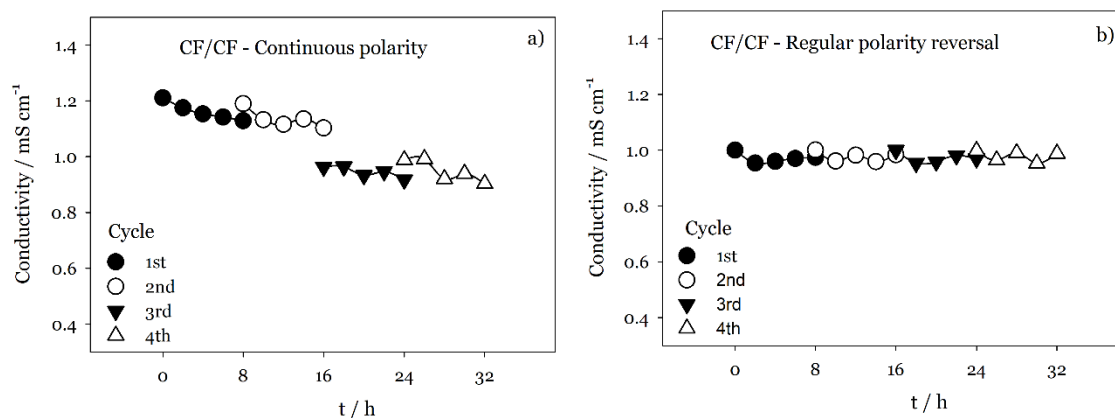 a)
CF/CF - Continuous polarity
1.4
1.2
1.0
0.8
0.6
0.4
Conductivity / mS cm⁻¹
Cycle
1st
2nd
3rd
4th
0 8 16 24 32
t / h
b)
CF/CF - Regular polarity reversal
1.4
1.2
1.0
0.8
0.6
0.4
Conductivity / mS cm⁻¹
Cycle
1st
2nd
3rd
4th
0 8 16 24 32
t / h